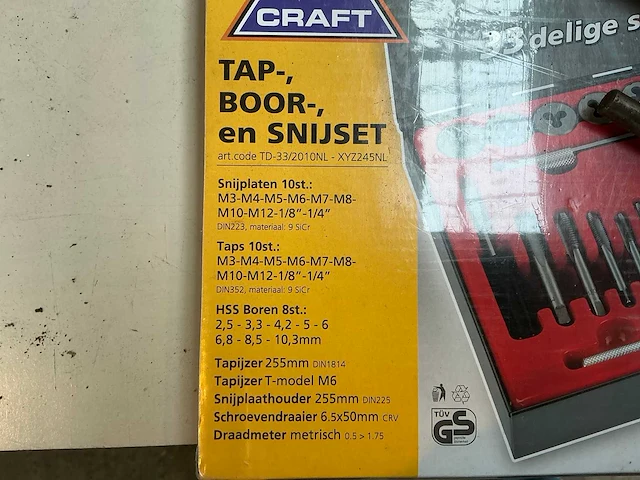 CRAFT
33 delige s
TAP-,
BOOR-,
en SNIJSET
art.code TD-33/2010NL - XYZ245NL
Snijplaten 10st.:
M3-M4-M5-M6-M7-M8-
M10-M12-1/8"-1/4"
DIN223, materiaal: 9 SiCr
Taps 10st.:
M3-M4-M5-M6-M7-M8-
M10-M12-1/8"-1/4"
DIN352, materiaal: 9 SiCr
HSS Boren 8st.:
2,5 - 3,3 - 4,2 - 5 - 6
6,8 - 8,5 - 10,3mm
Tapijzer 255mm DIN1814
Tapijzer T-model M6
Snijplaathouder 255mm DIN225
Schroevendraaier 6.5x50mm CRV
Draadmeter metrisch 0.5 > 1.75
TÜV
GS